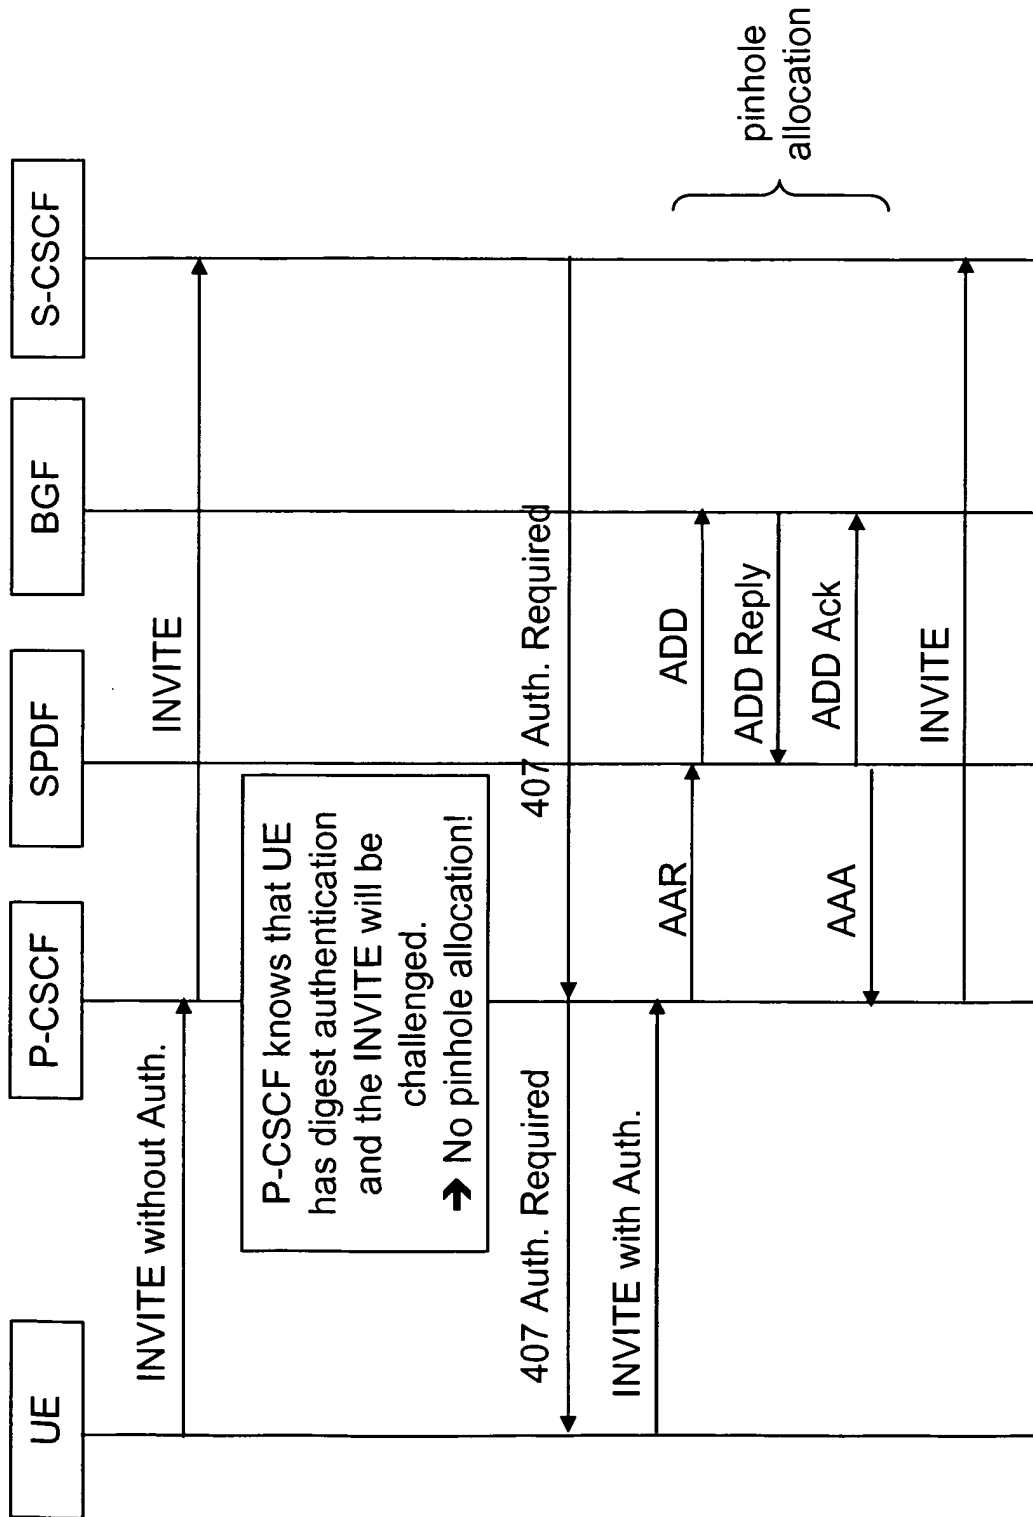 UE
P-CSCF
SPDF
BGF
S-CSCF
INVITE without Auth.
INVITE
P-CSCF knows that UE
has digest authentication
and the INVITE will be
challenged.
➔ No pinhole allocation!
407 Auth. Required
407 Auth. Required
INVITE with Auth.
AAR
ADD
ADD Reply
ADD Ack
AAA
pinhole
allocation
INVITE